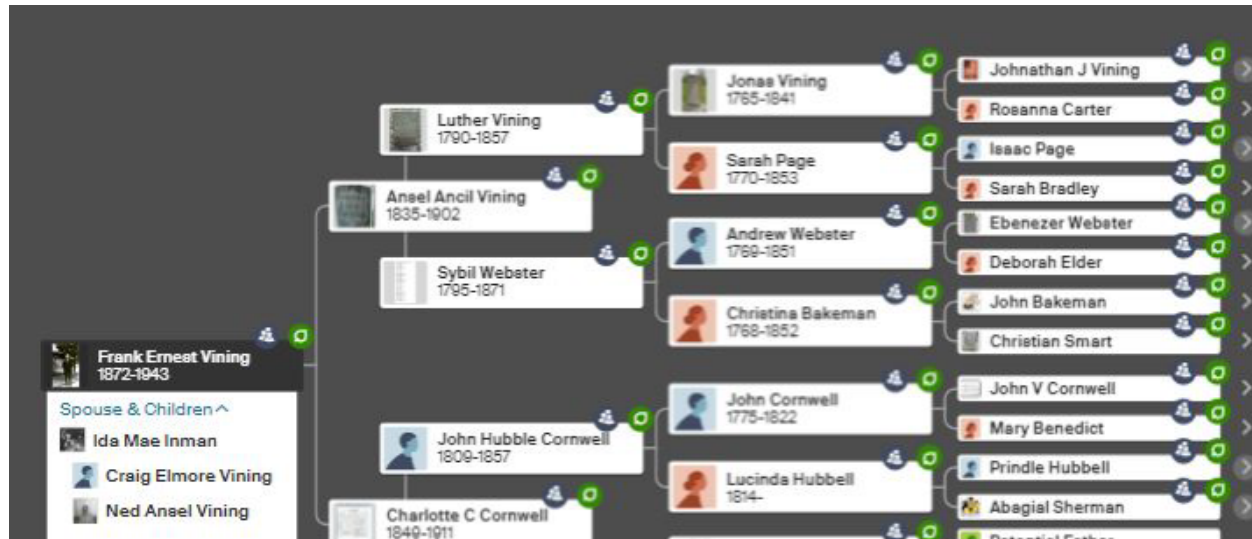 Johnathan J Vining
Jonas Vining
1765-1841
Rosanna Carter
Luther Vining
1790-1857
Isaac Page
Sarah Page
1770-1853
Sarah Bradley
Ansel Ancil Vining
1835-1902
Ebenezer Webster
Andrew Webster
1769-1851
Deborah Elder
Sybil Webster
1795-1871
John Bakeman
Christina Bakeman
1768-1852
Christian Smart
Frank Ernest Vining
1872-1943
John V Cornwell
John Cornwell
1775-1822
Spouse & Children
Mary Benedict
Ida Mae Inman
John Hubble Cornwell
1809-1857
Prindle Hubbell
Craig Elmore Vining
Lucinda Hubbell
1814-
Abagial Sherman
Ned Ansel Vining
Charlotte C Cornwell
1849-1911
Potential Father